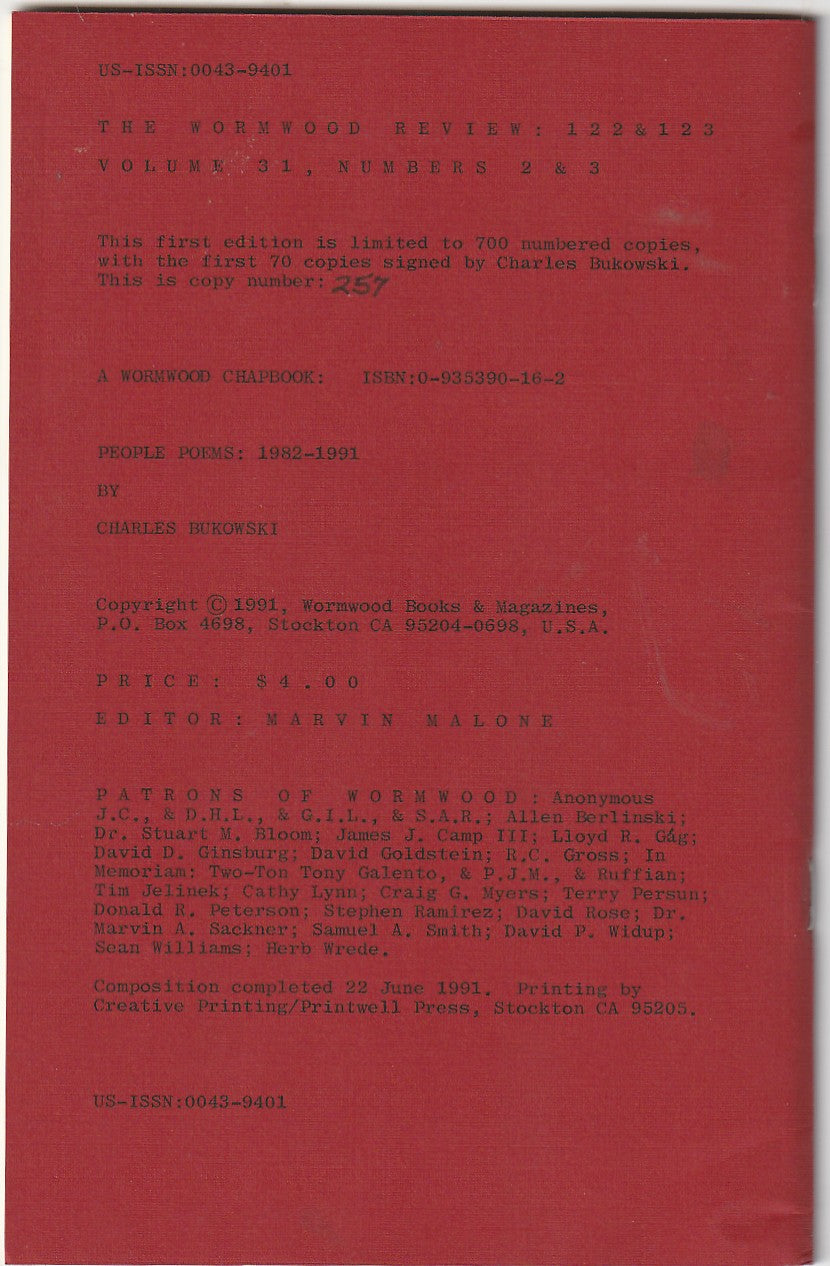 US-ISSN:0043-9401
THE WORMWOOD REVIEW: 122&123
VOLUME 31, NUMBERS 2 & 3
This first edition is limited to 700 numbered copies,
with the first 70 copies signed by Charles Bukowski.
This is copy number: 257
A WORMWOOD CHAPBOOK: ISBN:0-935390-16-2
PEOPLE POEMS: 1982-1991
BY
CHARLES BUKOWSKI
Copyright © 1991, Wormwood Books & Magazines,
P.O. Box 4698, Stockton CA 95204-0698, U.S.A.
PRICE: $4.00
EDITOR: MARVIN MALONE
PATRONS OF WORMWOOD: Anonymous
J.C., & D.H.L., & G.I.L., & S.A.R.; Allen Berlinski;
Dr. Stuart M. Bloom; James J. Camp III; Lloyd R. Gág;
David D. Ginsburg; David Goldstein; R.C. Gross; In
Memoriam: Two-Ton Tony Galento, & P.J.M., & Ruffian;
Tim Jelinek; Cathy Lynn; Craig G. Myers; Terry Persun;
Donald R. Peterson; Stephen Ramirez; David Rose; Dr.
Marvin A. Sackner; Samuel A. Smith; David P. Widup;
Sean Williams; Herb Wrede.
Composition completed 22 June 1991. Printing by
Creative Printing/Printwell Press, Stockton CA 95205.
US-ISSN:0043-9401